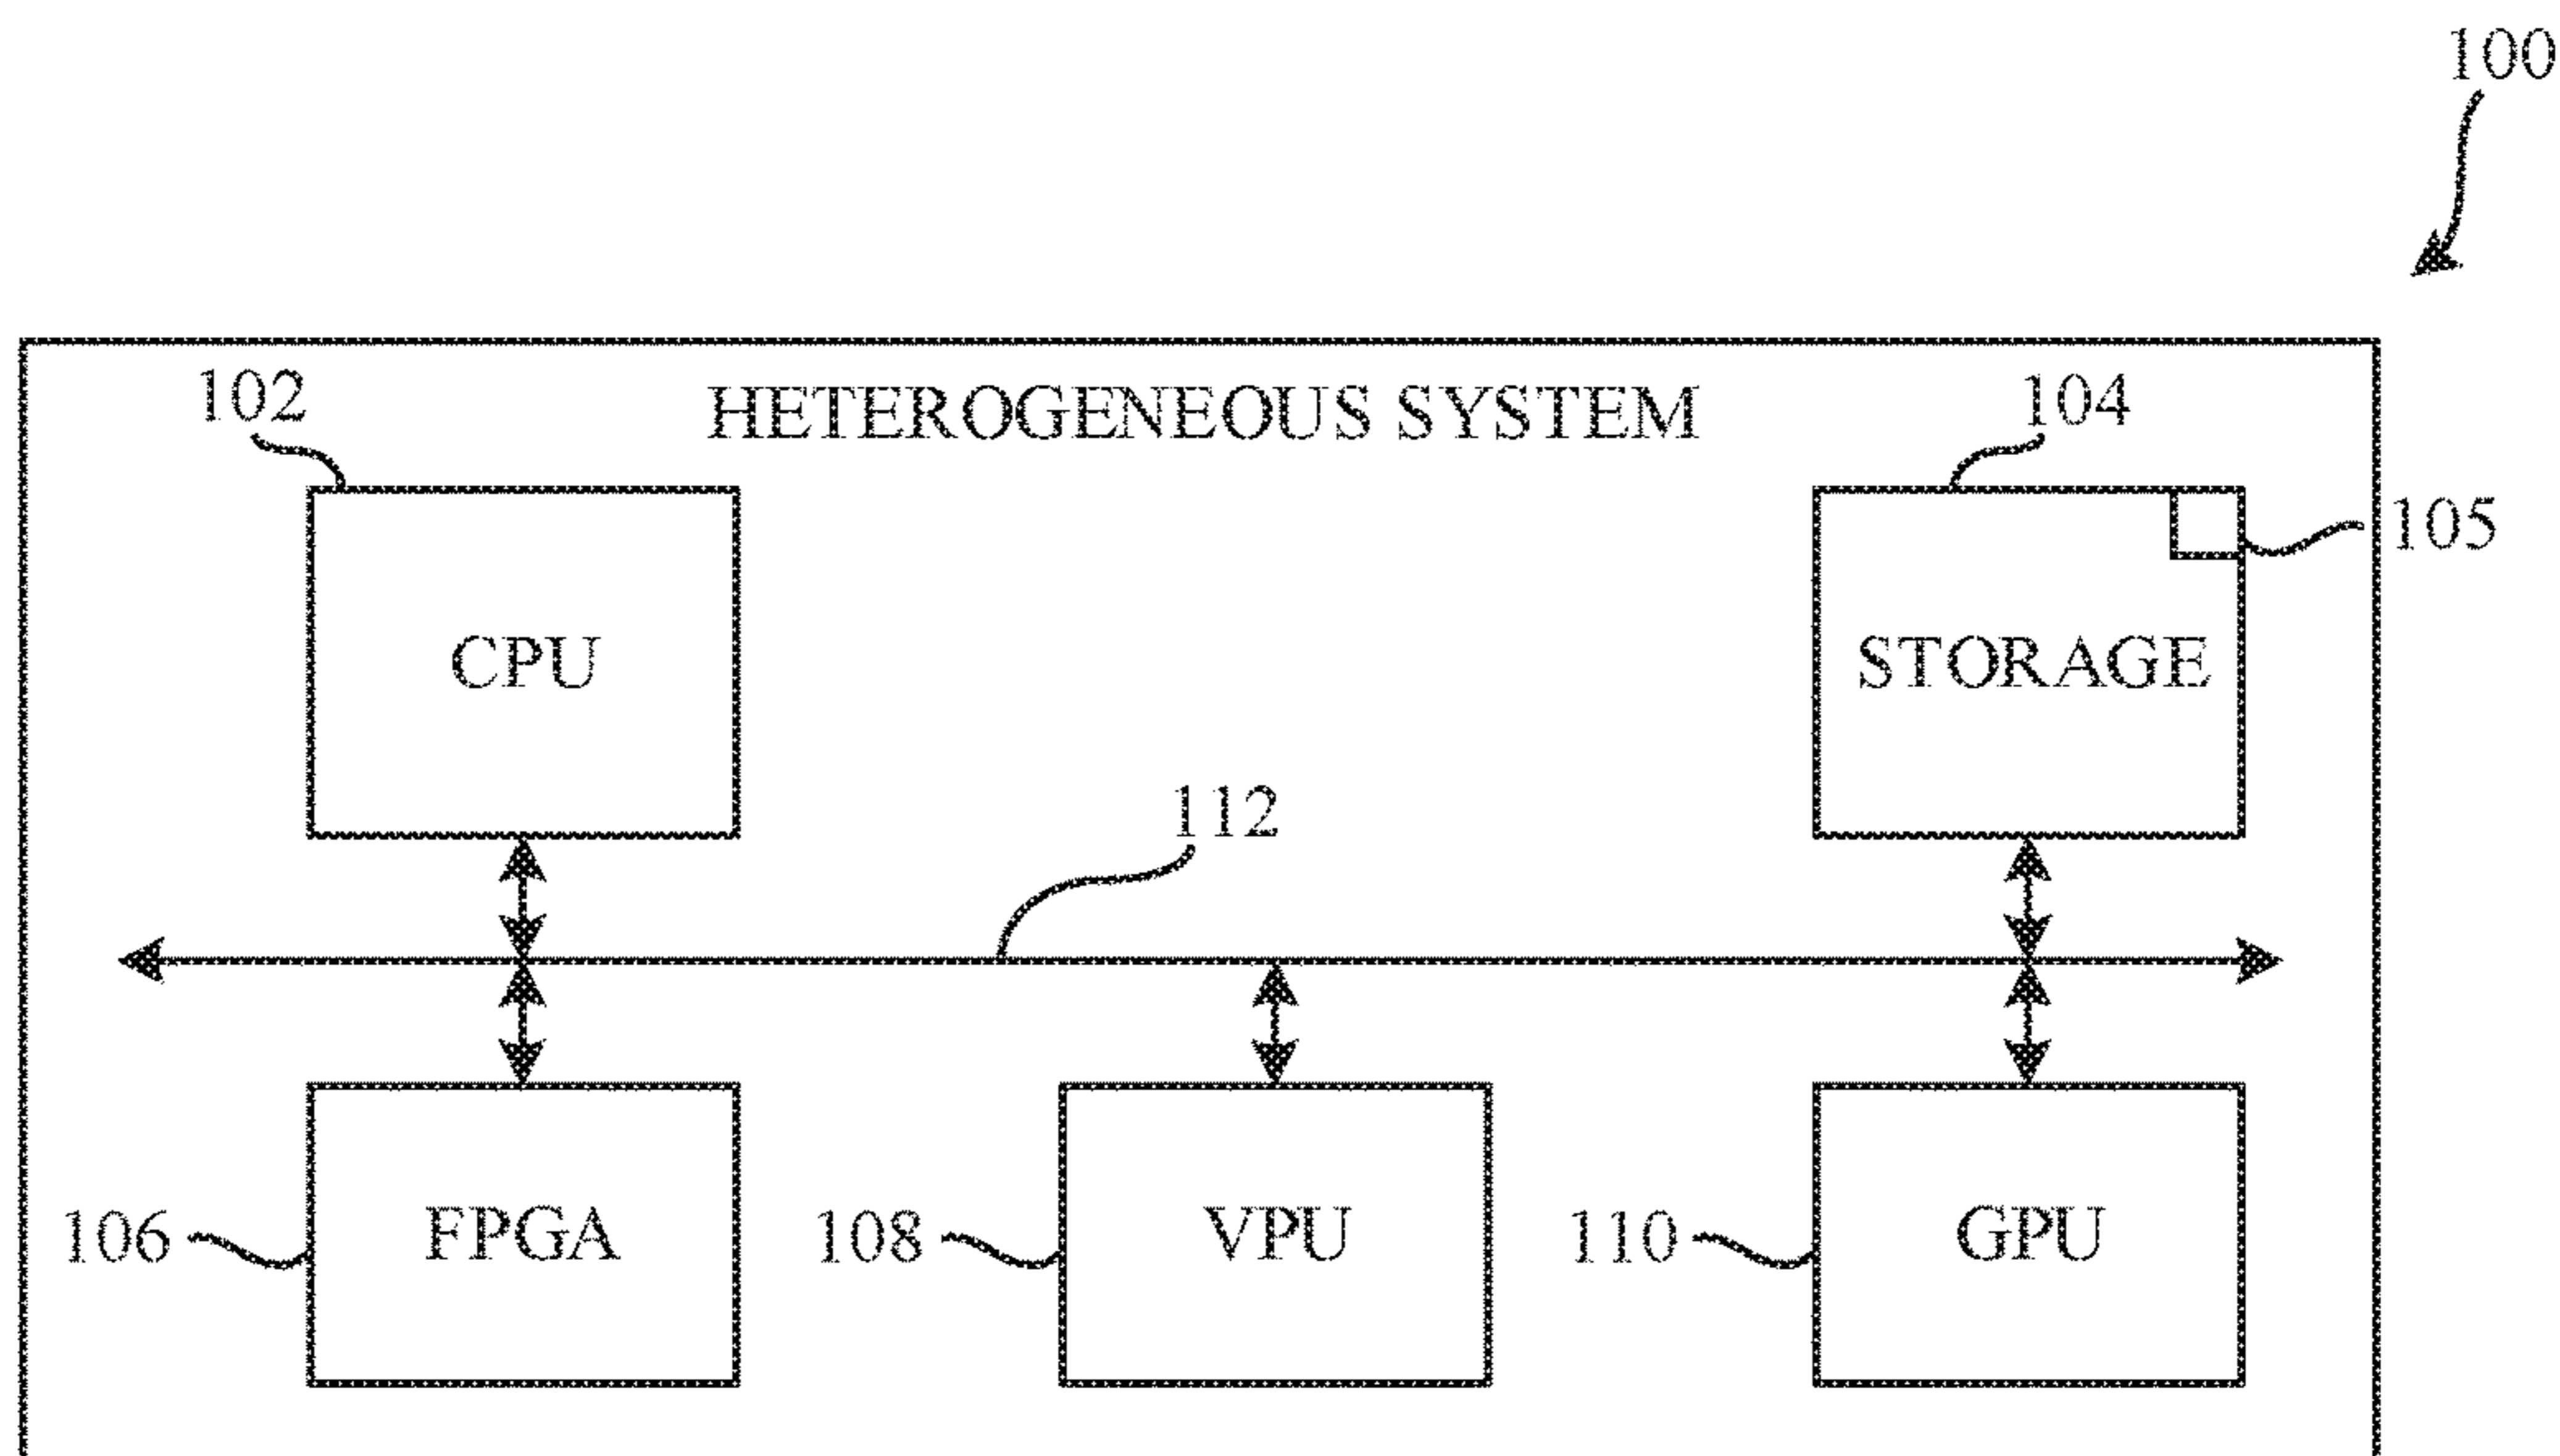 100
HETEROGENEOUS SYSTEM
102
104
105
CPU
STORAGE
112
106
FPGA
108
VPU
110
GPU